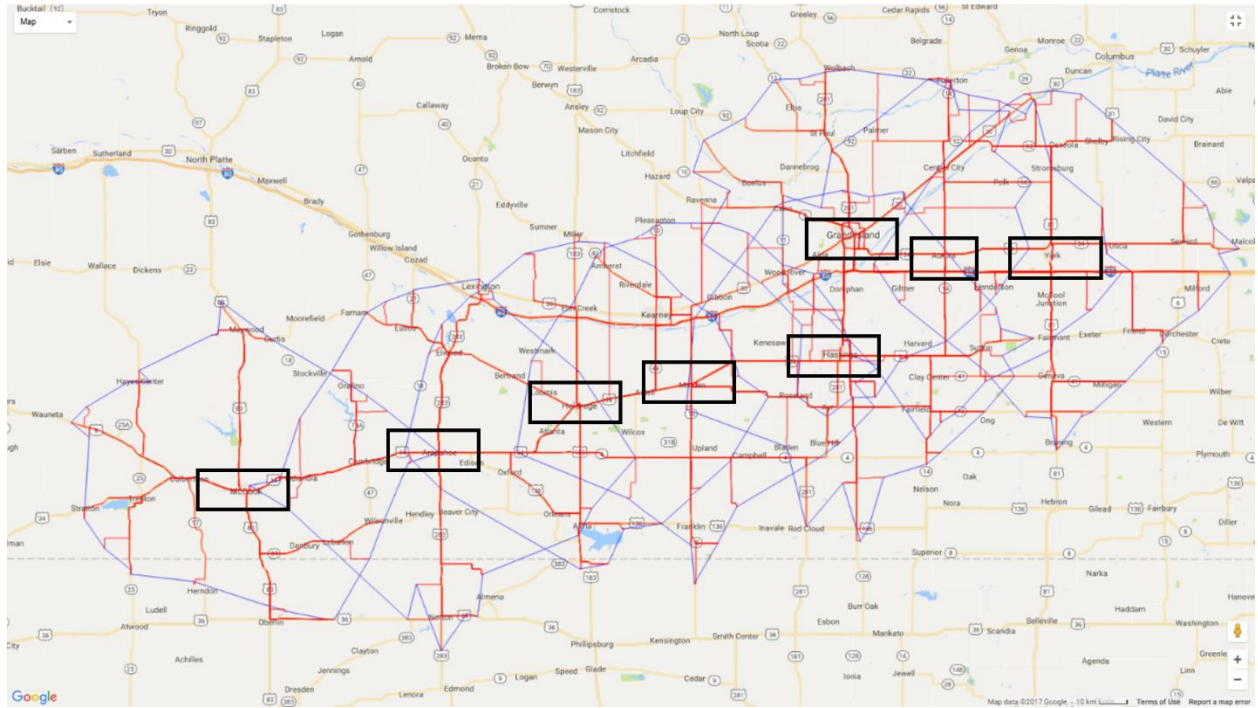 Bucktail
92
Tryon
Ringgold
Stapleton
Logan
Arnold
Merna
Comstock
Broken Bow
Westerville
Arcadia
Berwyn
North Loup
Scotia
Greeley
Cedar Rapids
St Edward
Belgrade
Genoa
Monroe
Columbus
Schuyler
Duncan
Platte River
Map
Callaway
Ansley
Mason City
Loup City
Wolbach
Fullerton
Elba
St Paul
Palmer
Abie
David City
Rising City
Shelby
Osceola
Brainard
Sarben
Sutherland
North Platte
Maxwell
Brady
Oconto
Litchfield
Hazard
Dannebrog
Boelus
Ravenna
Cairo
Central City
Stromsburg
Polk
Gothenburg
Willow Island
Cozad
Eddyville
Sumner
Miller
Pleasanton
Amherst
Riverdale
Grand Island
Alda
Wood River
Aurora
York
Utica
Seward
Malcol
Elsie
Wallace
Dickens
Lexington
Elm Creek
Kearney
Gibbon
Doniphan
Giltner
Henderson
McCool
Junction
Milford
Moorefield
Farnam
Eustis
Maywood
Curtis
Elwood
Westmark
Kenesaw
Hastings
Harvard
Sutton
Fairmont
Exeter
Friend
Dorchester
Crete
Stockville
Orafino
Bertrand
Loomis
Holdrege
Axtell
Minden
Roseland
Clay Center
Geneva
Milligan
Wilber
Hayes Center
Wauneta
Atlanta
Wilcox
Upland
Campbell
Bladen
Blue Hill
Fairfield
Ong
Bruning
Western
De Witt
Cambridge
Arapahoe
Edison
Oxford
Plymouth
Culbertson
McCook
Indianola
Trenton
Stratton
Wilsonville
Hendley
Beaver City
Orleans
Alma
Franklin
Inavale
Red Cloud
Nelson
Oak
Nora
Hebron
Gilead
Fairbury
Diller
Danbury
Lebanon
Superior
Herndon
Ludell
Atwood
Oberlin
Norton
Almena
Narka
Haddam
Hanove
Burr Oak
Esbon
Mankato
Scandia
Belleville
Washington
Achilles
Clayton
Jennings
Phillipsburg
Kensington
Smith Center
Dresden
Lenora
Edmond
Logan
Speed
Glade
Cedar
Ionia
Jewell
Agenda
Linn
Greenle
Google
Map data ©2017 Google
10 km
Terms of Use
Report a map error